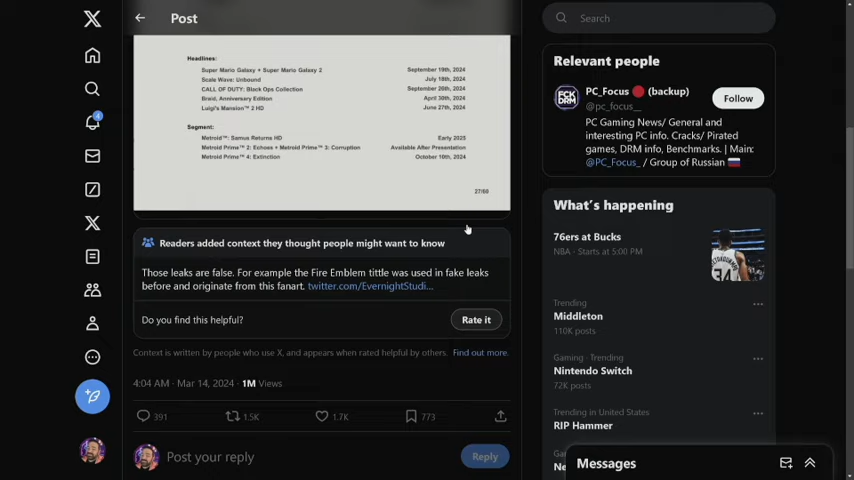 Post
Headlines:
Super Mario Galaxy + Super Mario Galaxy 2 September 19th, 2024
Scale Wave: Unbound July 18th, 2024
CALL OF DUTY: Black Ops Collection September 26th, 2024
Braid, Anniversary Edition April 30th, 2024
Luigi's Mansion™ 2 HD June 27th, 2024
Segment:
Metroid™: Samus Returns HD Early 2025
Metroid Prime™ 2: Echoes + Metroid Prime™ 3: Corruption Available After Presentation
Metroid Prime™ 4: Extinction October 10th, 2024
27/60
Readers added context they thought people might want to know
Those leaks are false. For example the Fire Emblem tittle was used in fake leaks
before and originate from this fanart. twitter.com/EvernightStudi…
Do you find this helpful?
Rate it
Context is written by people who use X, and appears when rated helpful by others. Find out more.
4:04 AM · Mar 14, 2024 · 1M Views
391
1.5K
1.7K
773
Post your reply
Reply
Search
Relevant people
FCK
DRM
PC_Focus 🔴 (backup)
@pc_focus__
Follow
PC Gaming News/ General and
interesting PC info. Cracks/ Pirated
games, DRM info, Benchmarks. | Main:
@PC_Focus_ / Group of Russian 🇷🇺
What's happening
76ers at Bucks
NBA · Starts at 5:00 PM
34
Trending
Middleton
110K posts
Gaming · Trending
Nintendo Switch
72K posts
Trending in United States
RIP Hammer
Messages